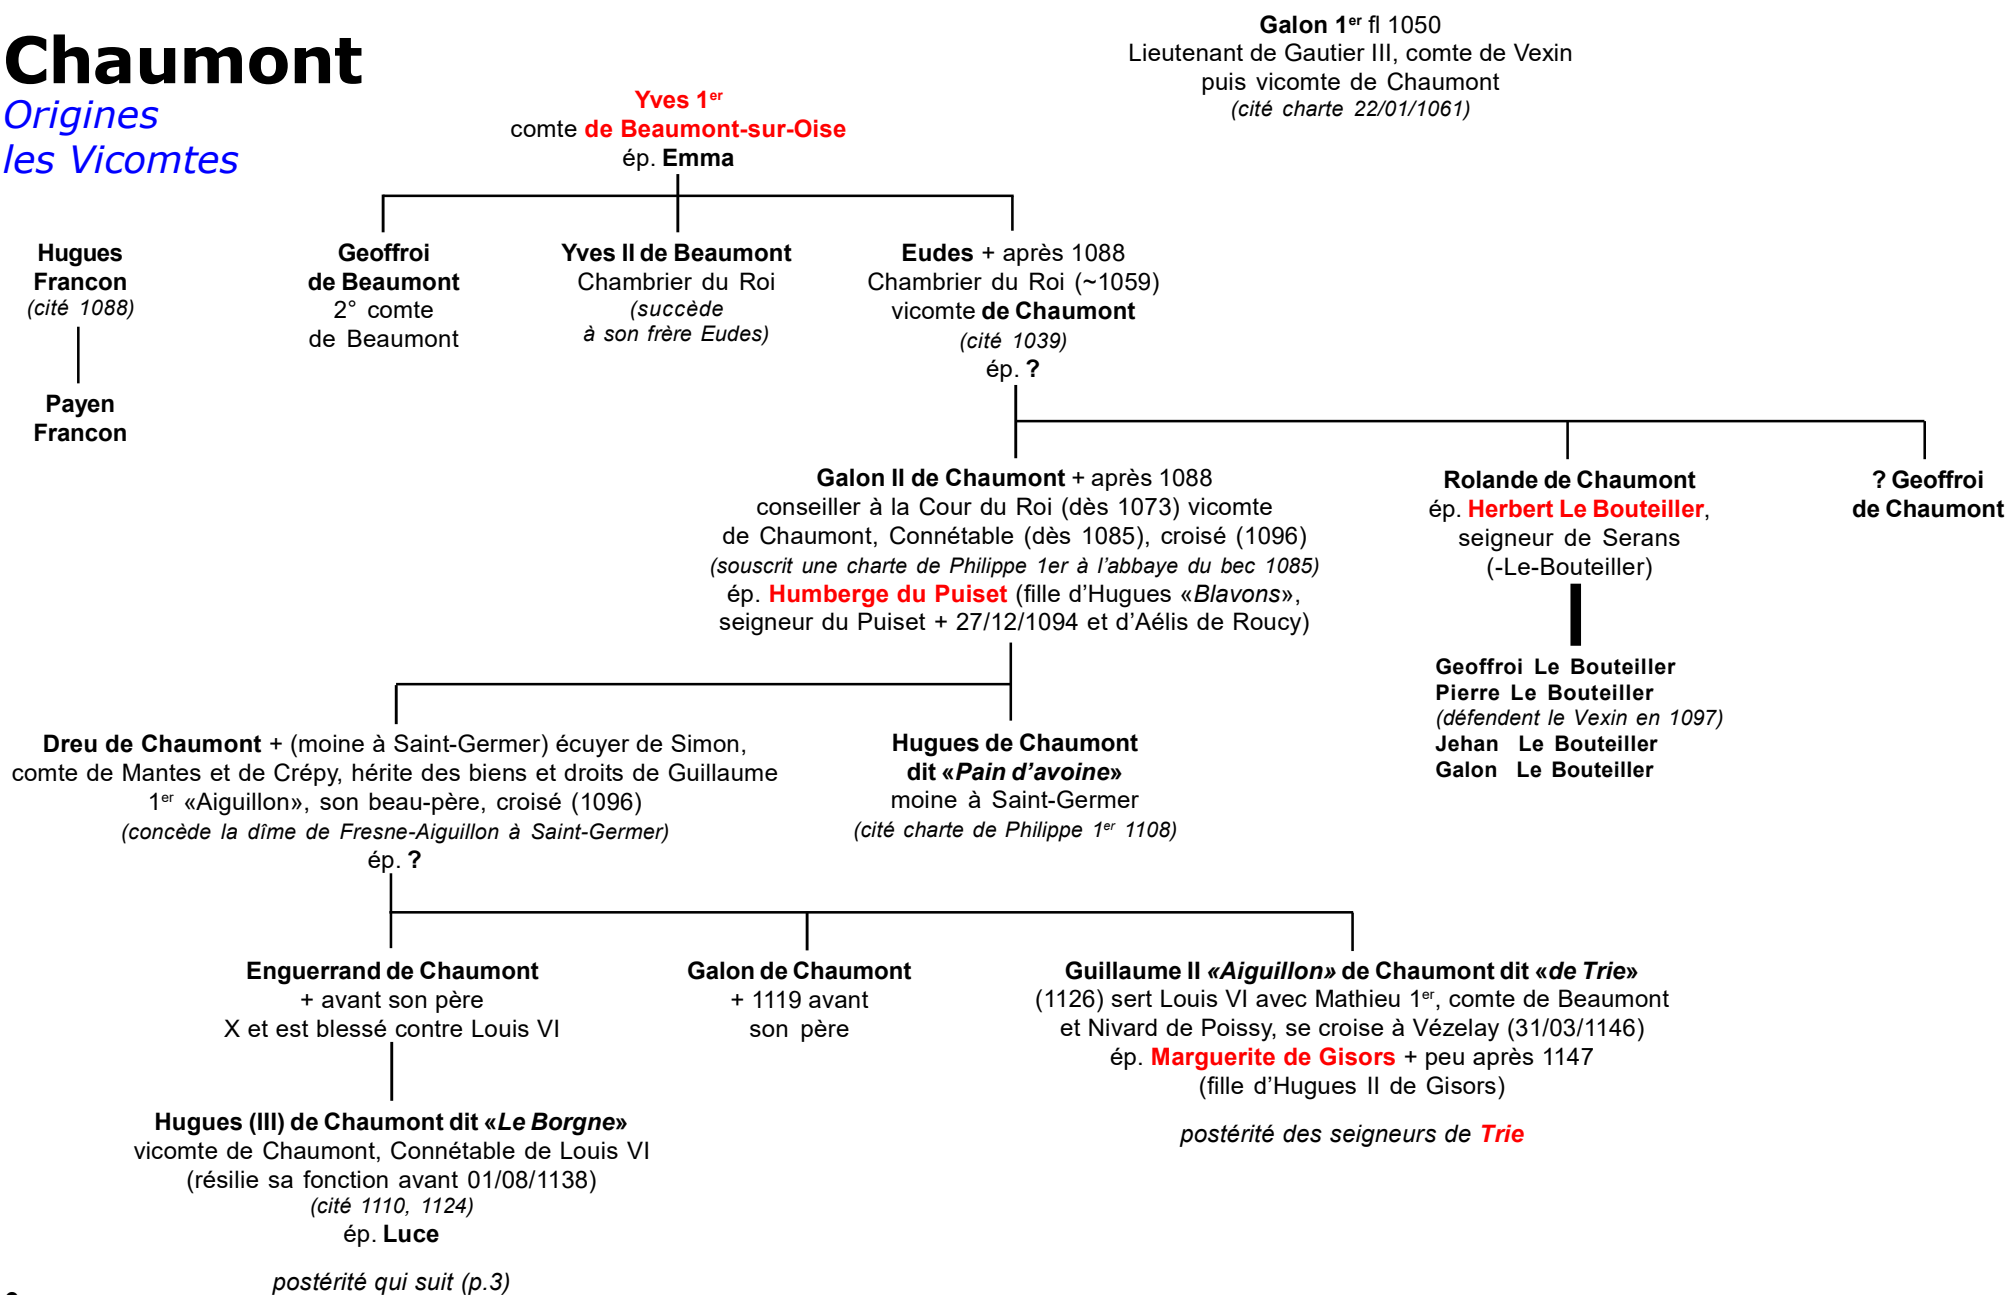 Chaumont
Origines
les Vicomtes
Galon 1er fl 1050
Lieutenant de Gautier III, comte de Vexin
puis vicomte de Chaumont
(cité charte 22/01/1061)
Yves 1er
comte de Beaumont-sur-Oise
ép. Emma
Hugues
Francon
(cité 1088)
Payen
Francon
Geoffroi
de Beaumont
2° comte
de Beaumont
Yves II de Beaumont
Chambrier du Roi
(succède
à son frère Eudes)
Eudes + après 1088
Chambrier du Roi (~1059)
vicomte de Chaumont
(cité 1039)
ép. ?
Galon II de Chaumont + après 1088
conseiller à la Cour du Roi (dès 1073) vicomte
de Chaumont, Connétable (dès 1085), croisé (1096)
(souscrit une charte de Philippe 1er à l’abbaye du bec 1085)
ép. Humberge du Puiset (fille d’Hugues «Blavons»,
seigneur du Puiset + 27/12/1094 et d’Aélis de Roucy)
Rolande de Chaumont
ép. Herbert Le Bouteiller,
seigneur de Serans
(-Le-Bouteiller)
? Geoffroi
de Chaumont
Geoffroi Le Bouteiller
Pierre Le Bouteiller
(défendent le Vexin en 1097)
Jehan Le Bouteiller
Galon Le Bouteiller
Dreu de Chaumont + (moine à Saint-Germer) écuyer de Simon,
comte de Mantes et de Crépy, hérite des biens et droits de Guillaume
1er «Aiguillon», son beau-père, croisé (1096)
(concède la dîme de Fresne-Aiguillon à Saint-Germer)
ép. ?
Hugues de Chaumont
dit «Pain d’avoine»
moine à Saint-Germer
(cité charte de Philippe 1er 1108)
Enguerrand de Chaumont
+ avant son père
X et est blessé contre Louis VI
Galon de Chaumont
+ 1119 avant
son père
Guillaume II «Aiguillon» de Chaumont dit «de Trie»
(1126) sert Louis VI avec Mathieu 1er, comte de Beaumont
et Nivard de Poissy, se croise à Vézelay (31/03/1146)
ép. Marguerite de Gisors + peu après 1147
(fille d’Hugues II de Gisors)
postérité des seigneurs de Trie
Hugues (III) de Chaumont dit «Le Borgne»
vicomte de Chaumont, Connétable de Louis VI
(résilie sa fonction avant 01/08/1138)
(cité 1110, 1124)
ép. Luce
postérité qui suit (p.3)